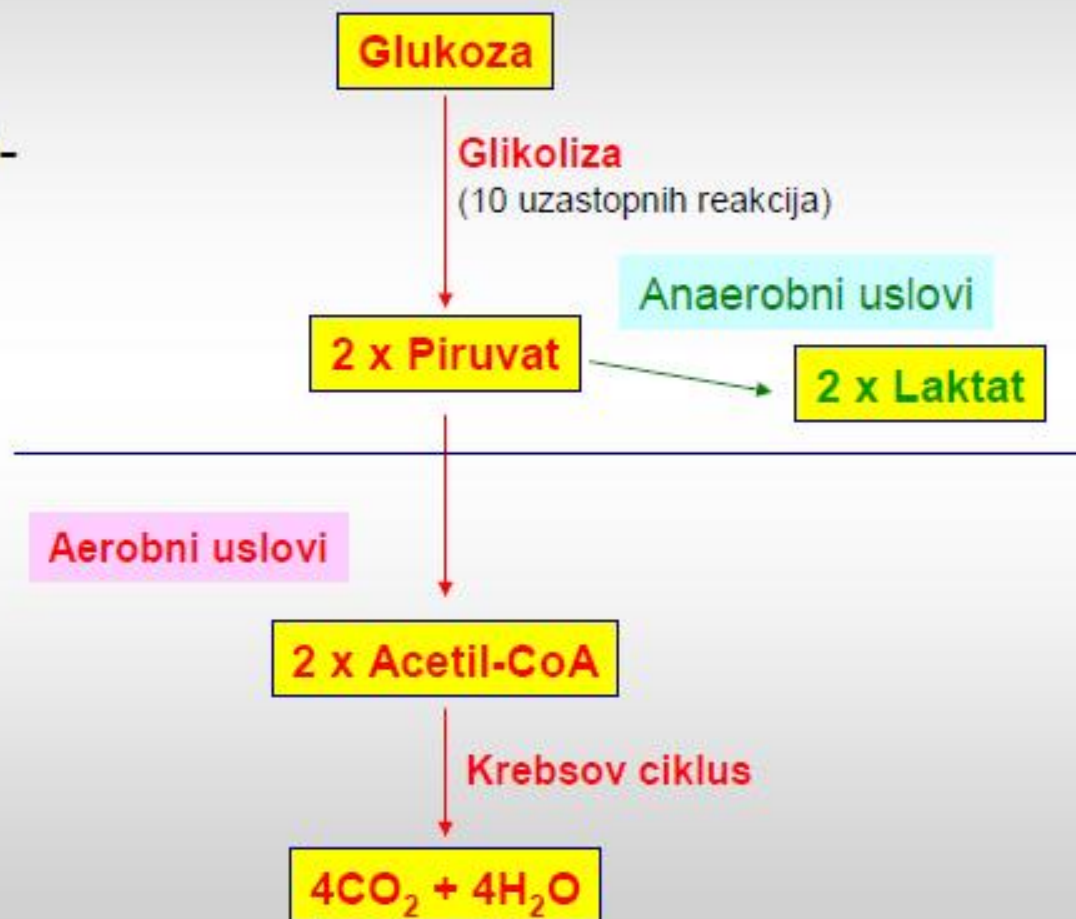 Glukoza
-
Glikoliza
(10 uzastopnih reakcija)
Anaerobni uslovi
2 x Piruvat
2 x Laktat
Aerobni uslovi
2 x Acetil-CoA
Krebsov ciklus
4CO₂ + 4H₂O